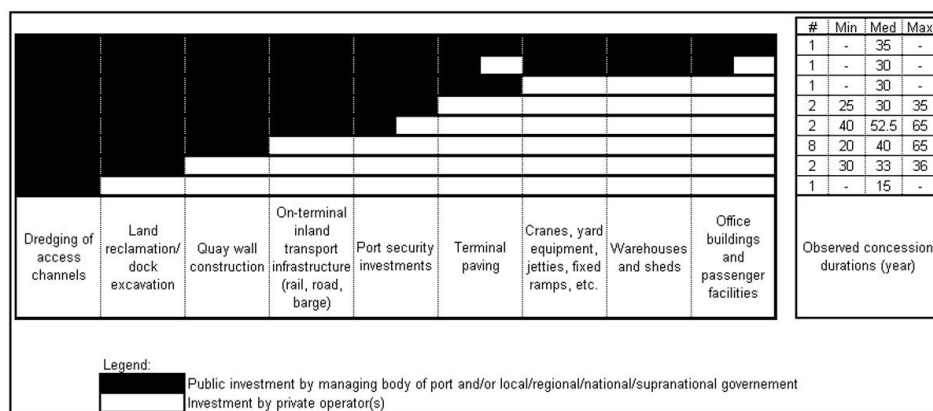 # Min Med Max
1 - 35 -
1 - 30 -
1 - 30 -
2 25 30 35
2 40 52.5 65
8 20 40 65
2 30 33 36
1 - 15 -
Dredging of
access
channels
Land
reclamation/
dock
excavation
Quay wall
construction
On-terminal
inland
transport
infrastructure
(rail, road,
barge)
Port security
investments
Terminal
paving
Cranes, yard
equipment,
jetties, fixed
ramps, etc.
Warehouses
and sheds
Office
buildings
and
passenger
facilities
Observed concession
durations (year)
Legend:
Public investment by managing body of port and/or local/regional/national/supranational governement
Investment by private operator(s)